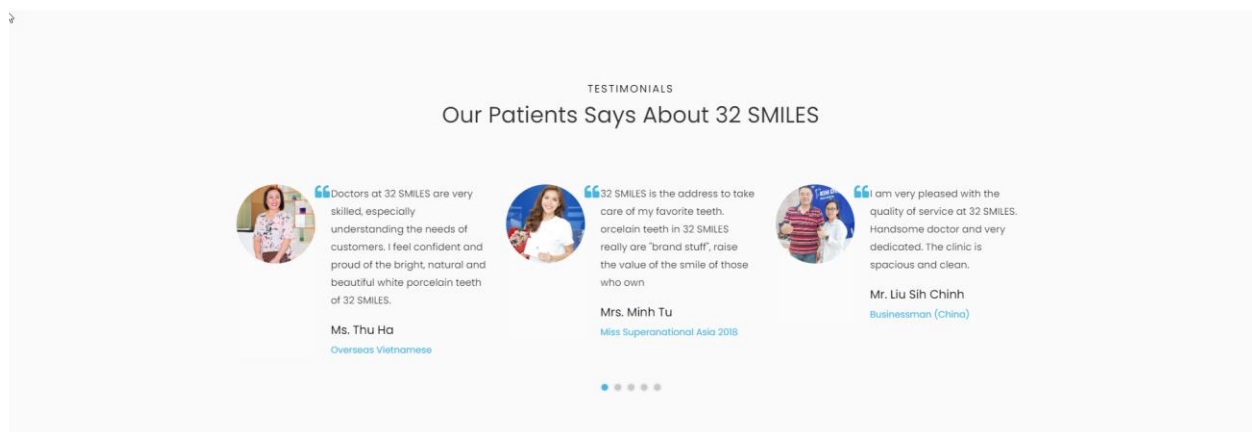 TESTIMONIALS
Our Patients Says About 32 SMILES
Doctors at 32 SMILES are very
skilled, especially
understanding the needs of
customers. I feel confident and
proud of the bright, natural and
beautiful white porcelain teeth
of 32 SMILES.
Ms. Thu Ha
Overseas Vietnamese
32 SMILES is the address to take
care of my favorite teeth.
orcelain teeth in 32 SMILES
really are "brand stuff", raise
the value of the smile of those
who own
Mrs. Minh Tu
Miss Superanational Asia 2018
I am very pleased with the
quality of service at 32 SMILES.
Handsome doctor and very
dedicated. The clinic is
spacious and clean.
Mr. Liu Sih Chinh
Businessman (China)